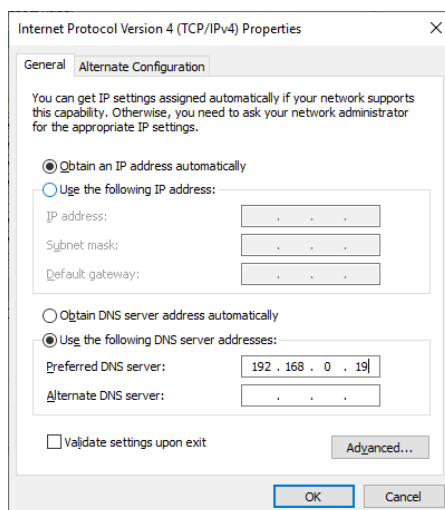 Internet Protocol Version 4 (TCP/IPv4) Properties
General
Alternate Configuration
You can get IP settings assigned automatically if your network supports
this capability. Otherwise, you need to ask your network administrator
for the appropriate IP settings.
Obtain an IP address automatically
Use the following IP address:
IP address:
. . .
Subnet mask:
. . .
Default gateway:
. . .
Obtain DNS server address automatically
Use the following DNS server addresses:
Preferred DNS server:
192 . 168 . 0 . 19
Alternate DNS server:
. . .
Validate settings upon exit
Advanced...
OK
Cancel